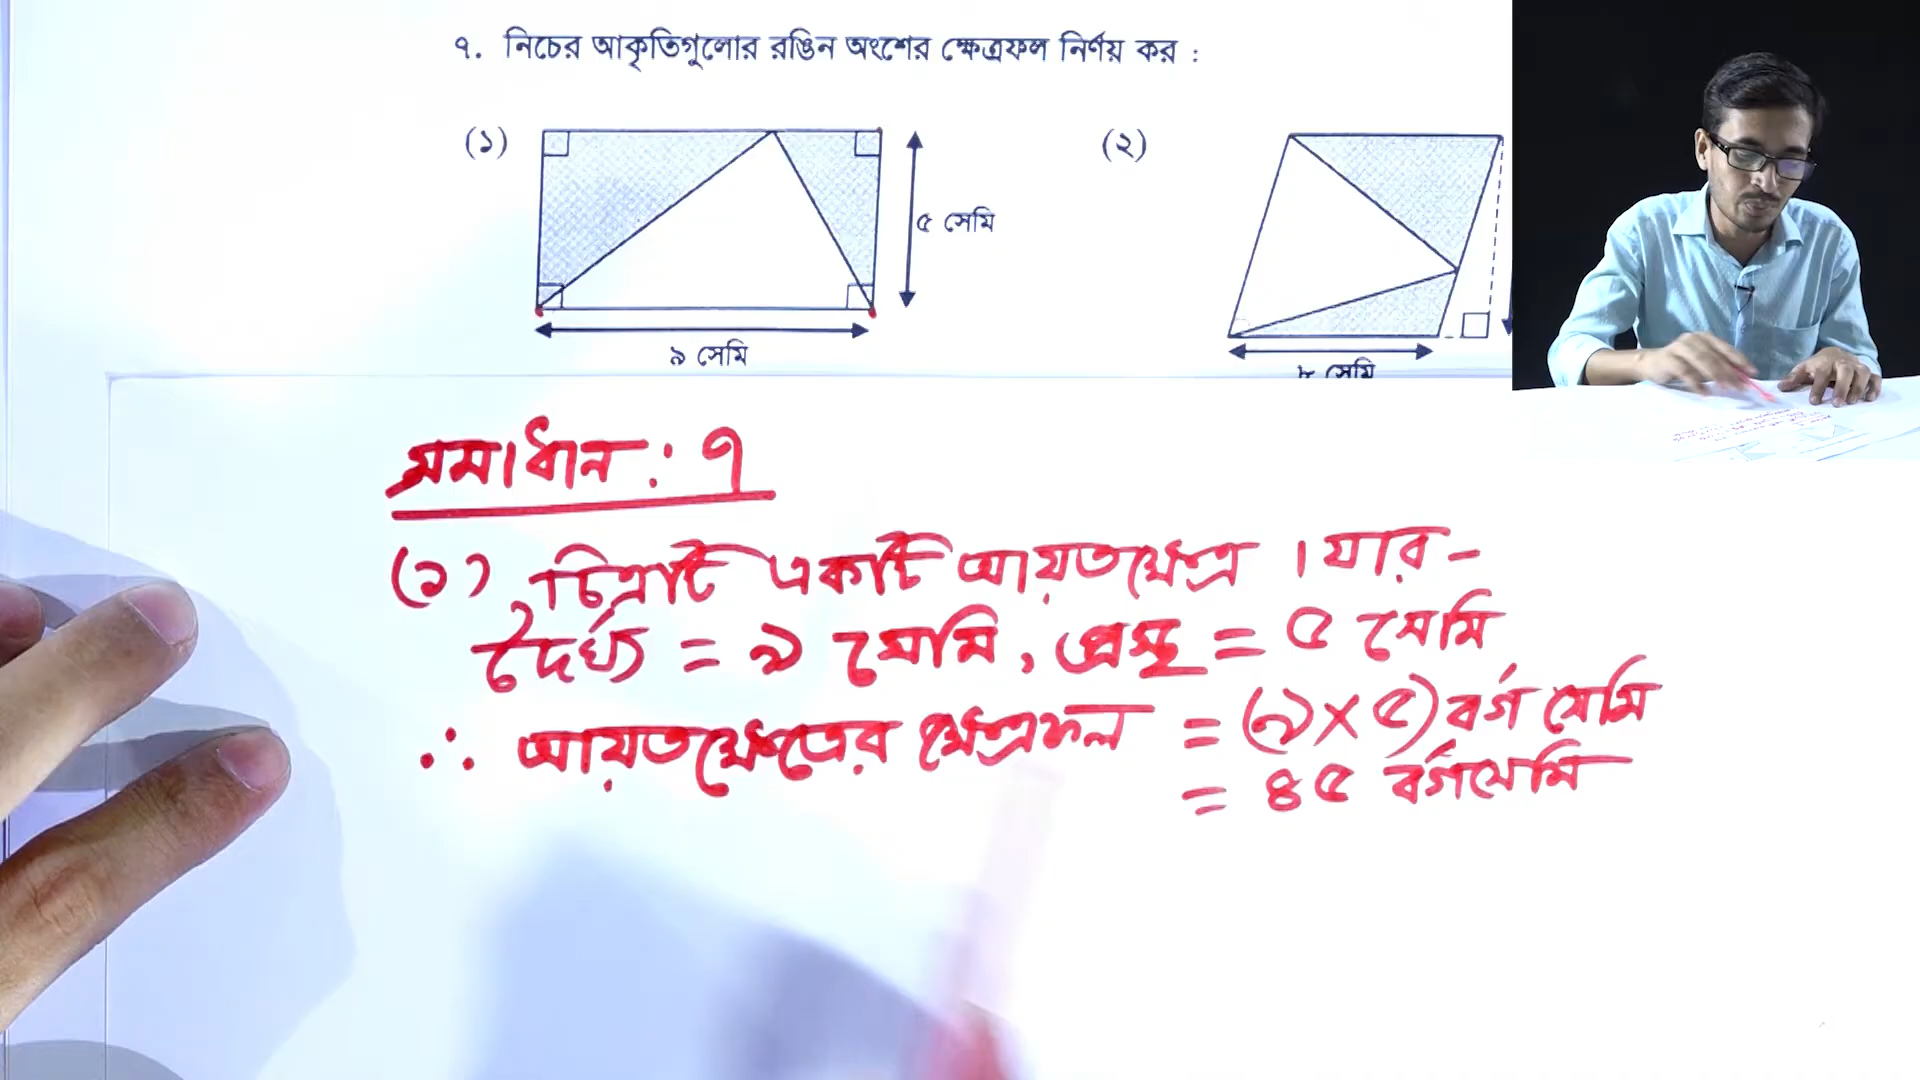 ৭. নিচের আকৃতিগুলোর রঙিন অংশের ক্ষেত্রফল নির্ণয় কর :
(১)
৫ সেমি
৯ সেমি
(২)
৮ সেমি
সমাধান : ৭
(১) চিত্রটি একটি আয়তক্ষেত্র । যার -
দৈর্ঘ্য = ৯ সেমি, প্রস্থ = ৫ সেমি
∴ আয়তক্ষেত্রের ক্ষেত্রফল = (৯ × ৫) বর্গ সেমি
= ৪৫ বর্গসেমি